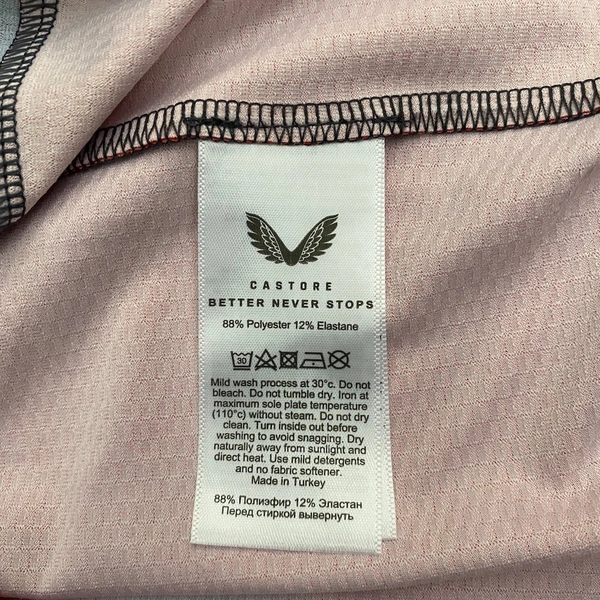 CASTORE
BETTER NEVER STOPS
88% Polyester 12% Elastane
30
Mild wash process at 30°c. Do not
bleach. Do not tumble dry. Iron at
maximum sole plate temperature
(110°c) without steam. Do not dry
clean. Turn inside out before
washing to avoid snagging. Dry
naturally away from sunlight and
direct heat. Use mild detergents
and no fabric softener.
Made in Turkey
88% Полиэфир 12% Эластан
Перед стиркой вывернуть